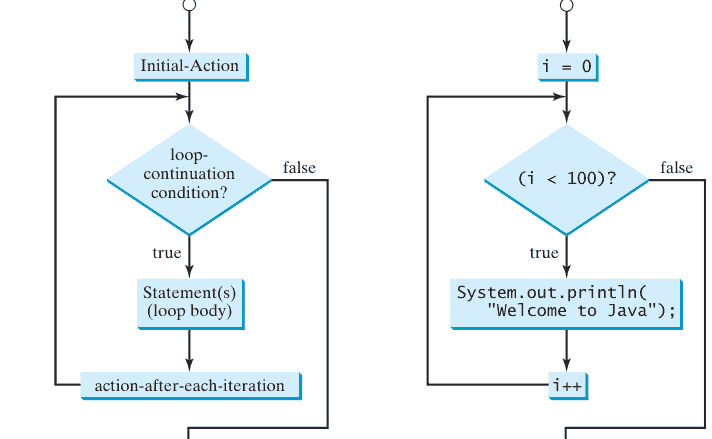 Initial-Action
loop-
continuation
condition?
false
true
Statement(s)
(loop body)
action-after-each-iteration
i = 0
(i < 100)?
false
true
System.out.println(
"Welcome to Java");
i++